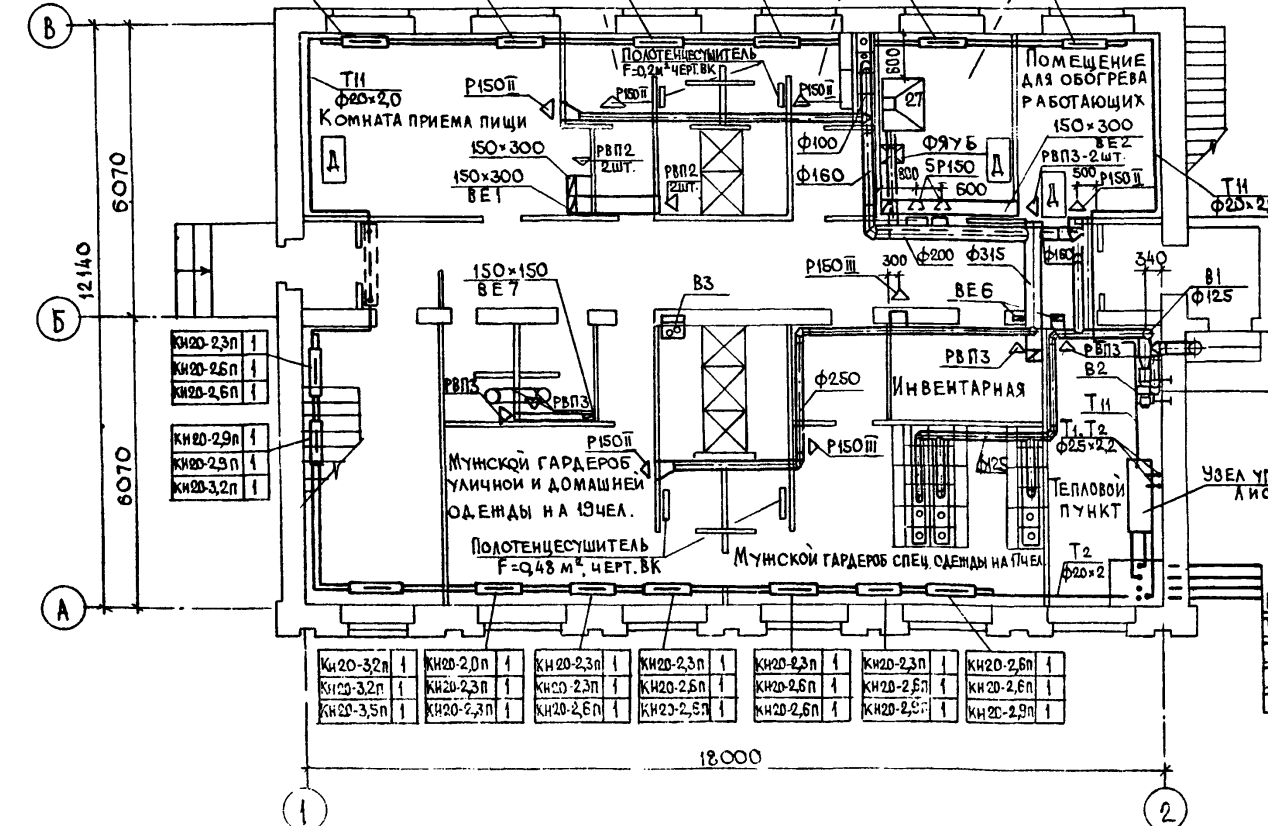 В
Полотенцесушитель
F=0,2м² черт. ВК
600
Помещение
для обогрева
работающих
Т11
ф20×2,0
Р150II
Р150II
Р150II
27
Комната приема пищи
150×300
РВП2
2шт.
ф100
ФЯУБ
150×300
ВЕ2
РВП3-2шт.
Д
150×300
ВЕ1
РВП2
2шт.
ф160
800
5Р150
600
Д
Д
500
Р150II
Т11
6070
12140
150×150
ВЕ7
Р150III
300
ф200
ф315
ф160
340
В3
ВЕ6
В1
ф125
Б
КН20-2,3п 1
КН20-2,6п 1
КН20-2,6п 1
РВП3
РВП3
В2
ф250
Инвентарная
РВП3
РВП3
Т11
КН20-2,9п 1
КН20-2,9п 1
КН20-3,2п 1
6070
Р150II
Р150III
Т1, Т2
ф25×2,2
Мужской гардероб
уличной и домашней
одежды на 19 чел.
ф125
Тепловой
пункт
Узел
Полотенцесушитель
F=0,48 м², черт. ВК
Мужской гардероб спец. одежды на 17чел
Т2
ф20×2
А
КН20-3,2п 1
КН20-3,2п 1
КН20-3,5п 1
КН20-2,0п 1
КН20-2,3п 1
КН20-2,3п 1
КН20-2,3п 1
КН20-2,3п 1
КН20-2,6п 1
КН20-2,3п 1
КН20-2,6п 1
КН20-2,6п 1
КН20-2,3п 1
КН20-2,6п 1
КН20-2,6п 1
КН20-2,3п 1
КН20-2,6п 1
КН20-2,9п 1
КН20-2,6п 1
КН20-2,6п 1
КН20-2,9п 1
18000
1
2